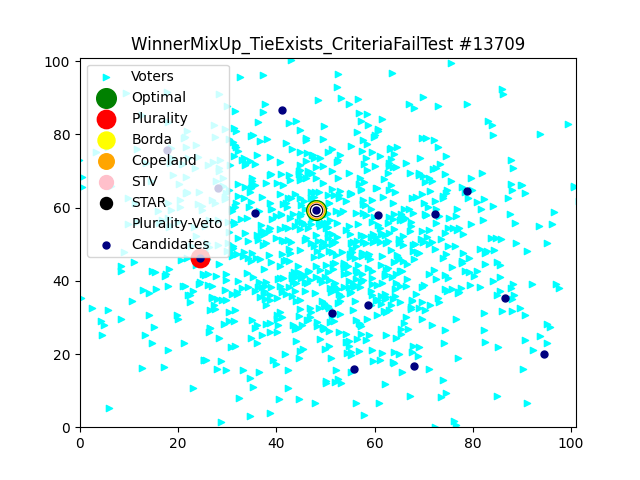 WinnerMixUp_TieExists_CriteriaFailTest #13709
100
80
60
40
20
0
Voters
Optimal
Plurality
Borda
Copeland
STV
STAR
Plurality-Veto
Candidates
0 20 40 60 80 100